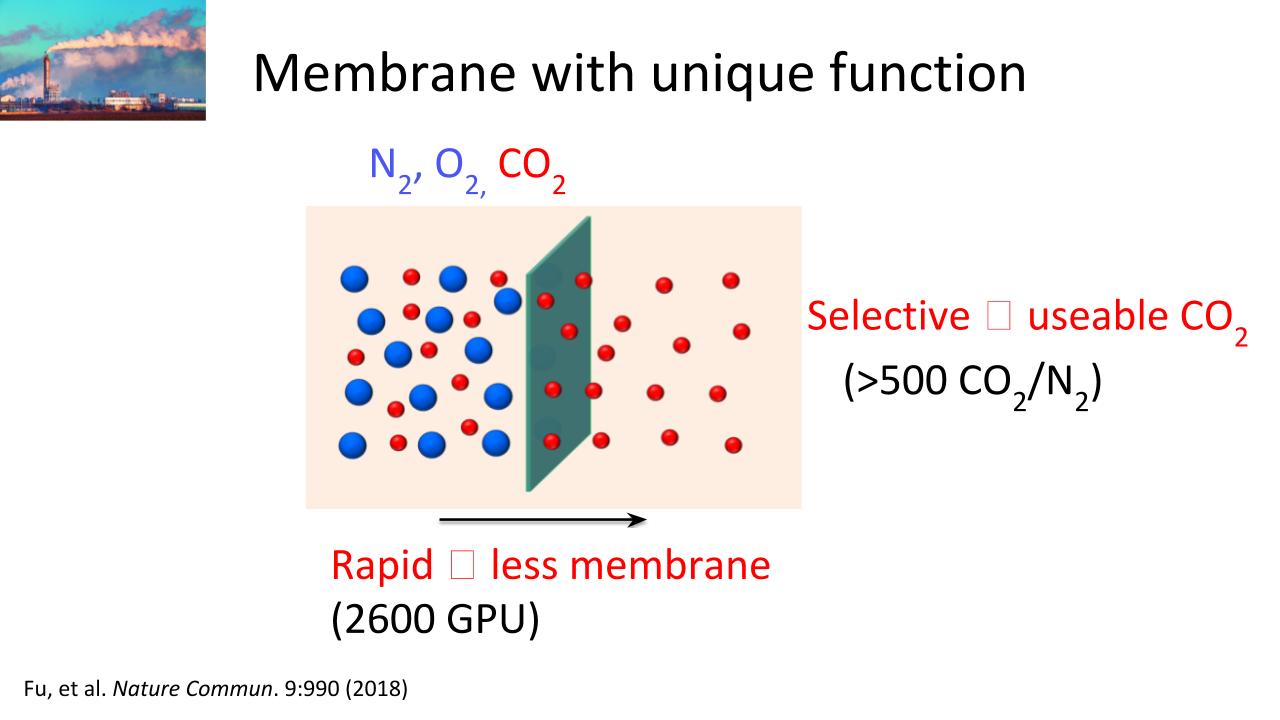 Membrane with unique function
N₂, O₂, CO₂
Selective □ useable CO₂
(>500 CO₂/N₂)
Rapid □ less membrane
(2600 GPU)
Fu, et al. Nature Commun. 9:990 (2018)